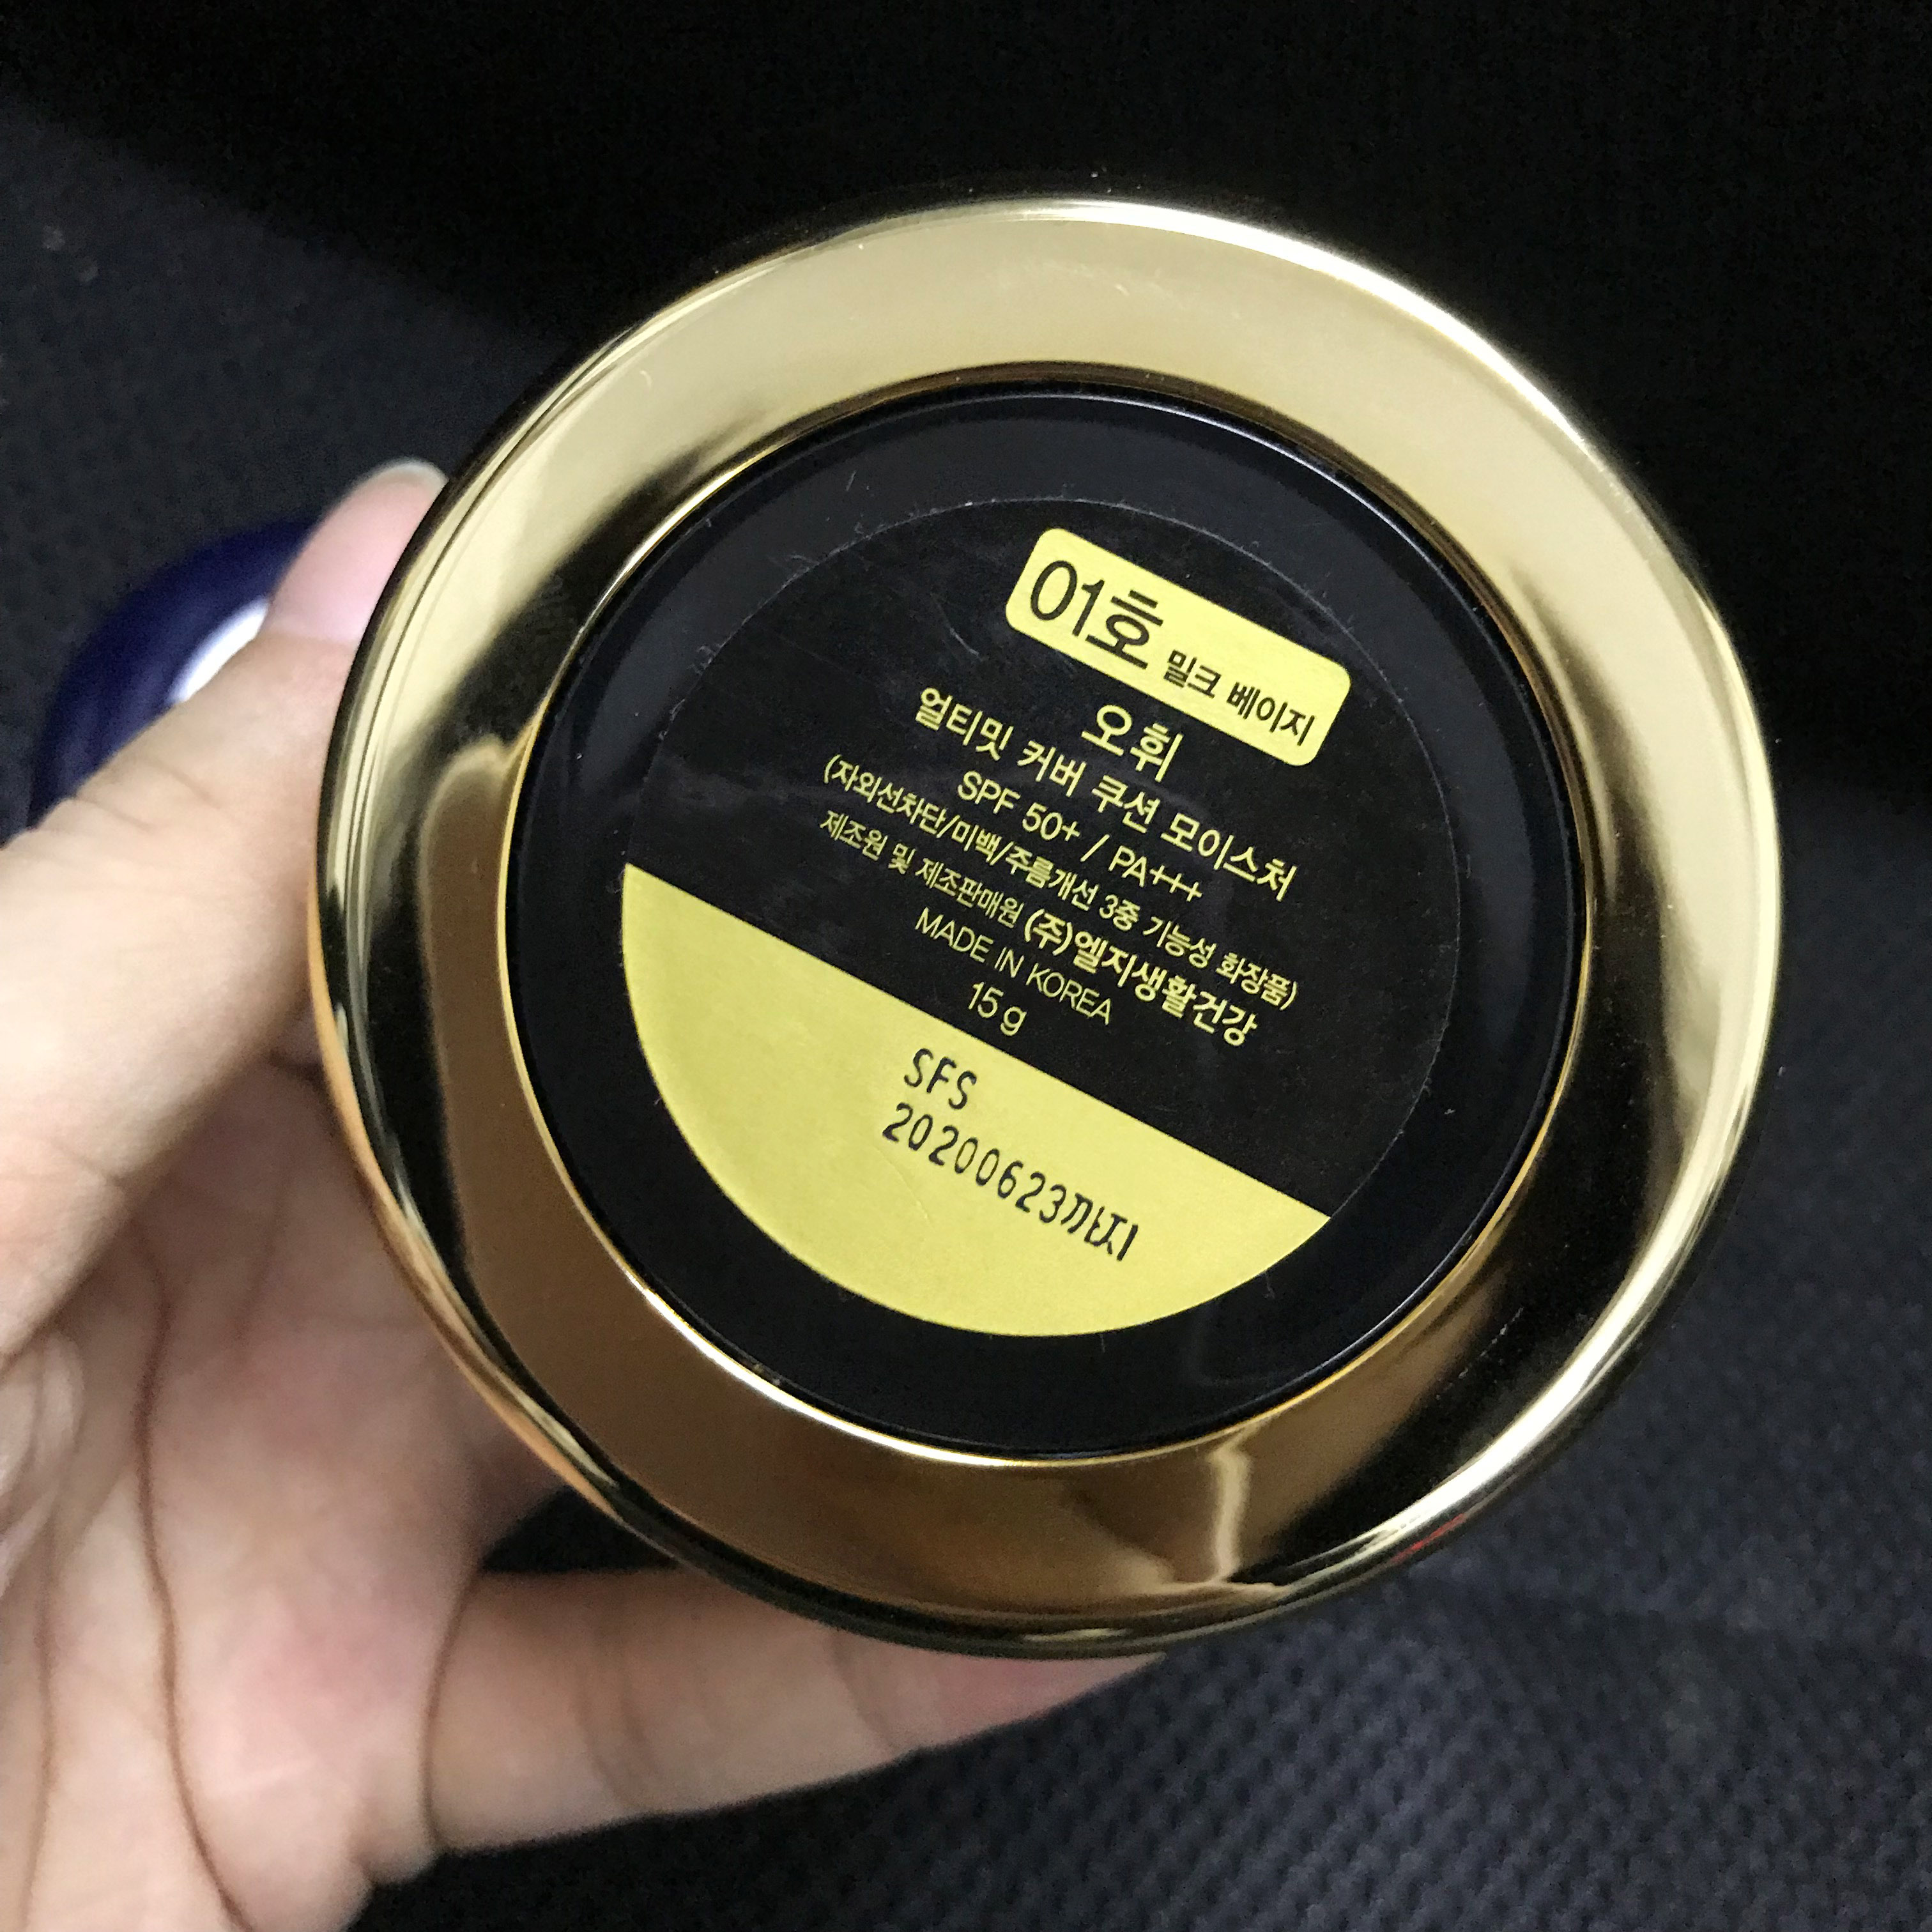 01호 밀크 베이지
오휘
얼티밋 커버 쿠션 모이스처
SPF 50+ / PA+++
(자외선차단/미백/주름개선 3중 기능성 화장품)
제조원 및 제조판매원 (주)엘지생활건강
MADE IN KOREA
15 g
SFS
20200623까지